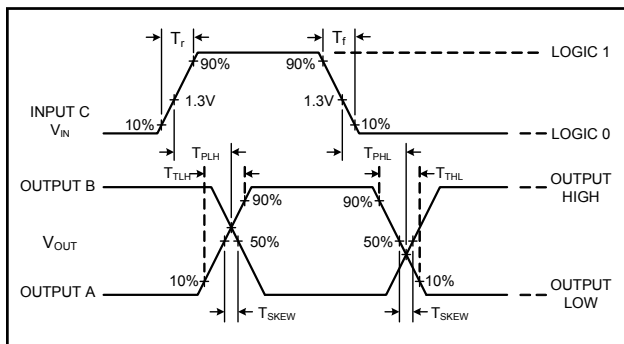 Tr
Tf
90%
90%
LOGIC 1
1.3V
1.3V
INPUT C
VIN
10%
10%
LOGIC 0
TPLH
TPHL
TTLH
TTHL
OUTPUT B
OUTPUT
HIGH
90%
90%
VOUT
50%
50%
10%
10%
OUTPUT A
OUTPUT
LOW
TSKEW
TSKEW